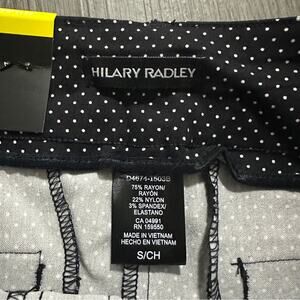 HILARY RADLEY
D4674-1503B
75% RAYON/
RAYON
22% NYLON
3% SPANDEX/
ELASTANO
CA 04991
RN 159550
MADE IN VIETNAM
HECHO EN VIETNAM
S/CH